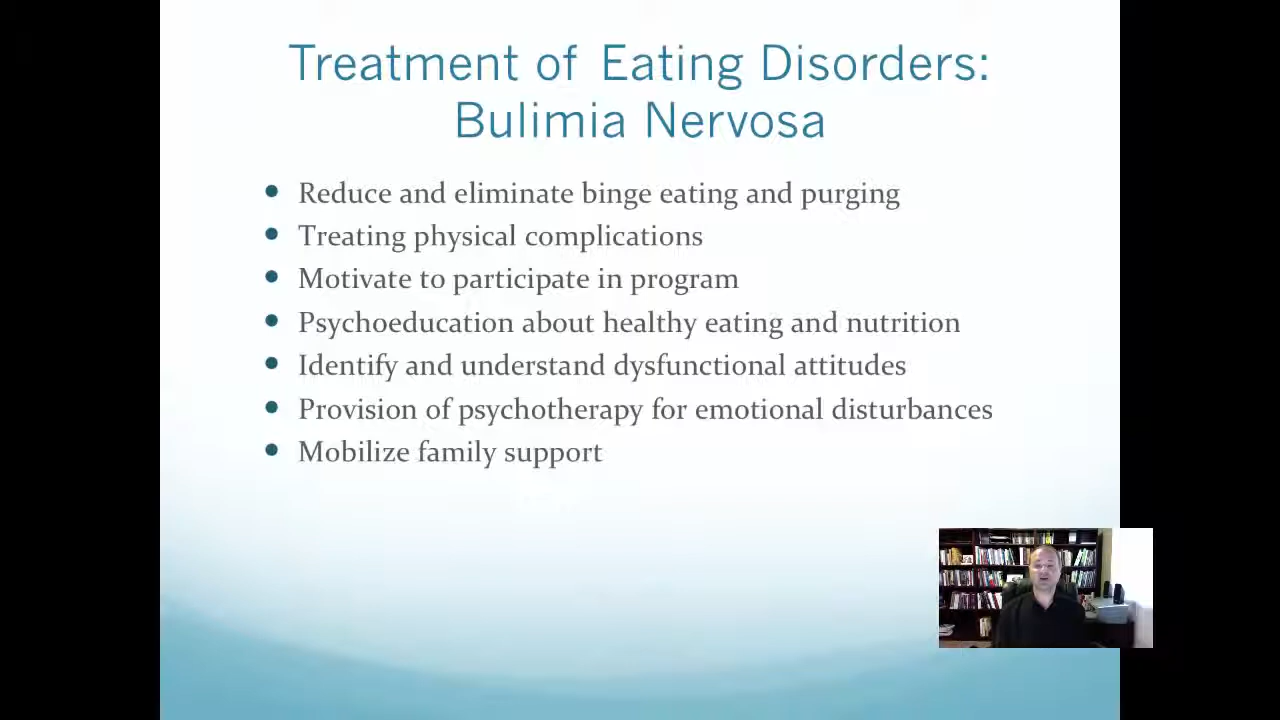 Treatment of Eating Disorders:
Bulimia Nervosa
• Reduce and eliminate binge eating and purging
• Treating physical complications
• Motivate to participate in program
• Psychoeducation about healthy eating and nutrition
• Identify and understand dysfunctional attitudes
• Provision of psychotherapy for emotional disturbances
• Mobilize family support